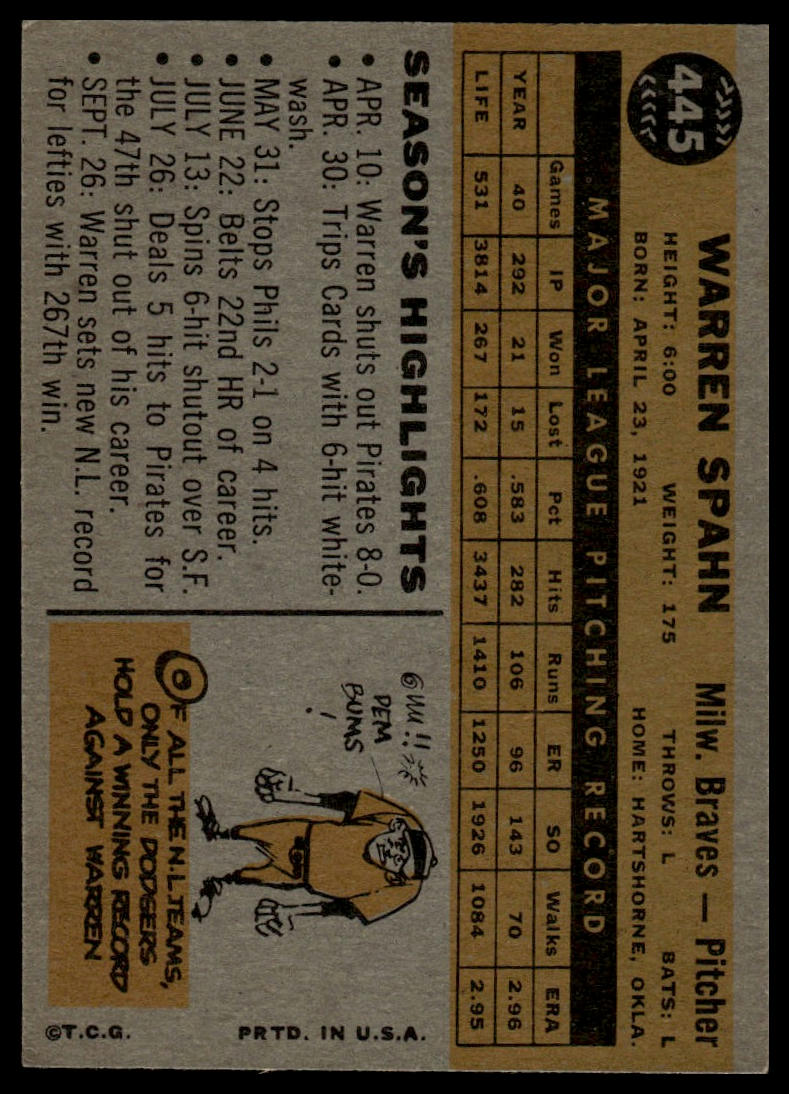 445
WARREN SPAHN Milw. Braves — Pitcher
HEIGHT: 6:00 WEIGHT: 175 THROWS: L BATS: L
BORN: APRIL 23, 1921 HOME: HARTSHORNE, OKLA.
MAJOR LEAGUE PITCHING RECORD
Games IP Won Lost Pct Hits Runs ER SO Walks ERA
YEAR 40 292 21 15 .583 282 106 96 143 70 2.96
LIFE 531 3814 267 172 .608 3437 1410 1250 1926 1084 2.95
SEASON'S HIGHLIGHTS
• APR. 10: Warren shuts out Pirates 8-0.
• APR. 30: Trips Cards with 6-hit white-
wash.
• MAY 31: Stops Phils 2-1 on 4 hits.
• JUNE 22: Belts 22nd HR of career.
• JULY 13: Spins 6-hit shutout over S.F.
• JULY 26: Deals 5 hits to Pirates for
the 47th shut out of his career.
• SEPT. 26: Warren sets new N.L. record
for lefties with 267th win.
DEM
BUMS
!
OF ALL THE N.L. TEAMS,
ONLY THE DODGERS
HOLD A WINNING RECORD
AGAINST WARREN
©T.C.G. PRTD. IN U.S.A.